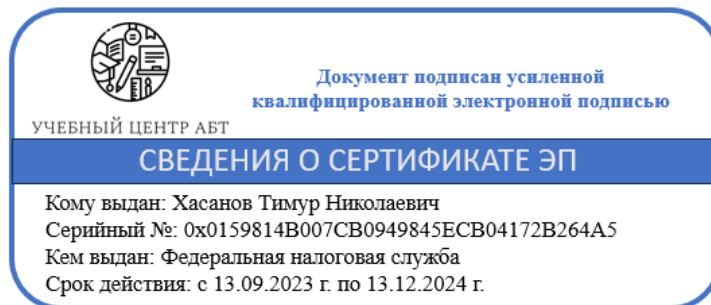 Документ подписан усиленной
квалифицированной электронной подписью
УЧЕБНЫЙ ЦЕНТР АБТ
СВЕДЕНИЯ О СЕРТИФИКАТЕ ЭП
Кому выдан: Хасанов Тимур Николаевич
Серийный №: 0x0159814B007CB0949845ECB04172B264A5
Кем выдан: Федеральная налоговая служба
Срок действия: с 13.09.2023 г. по 13.12.2024 г.